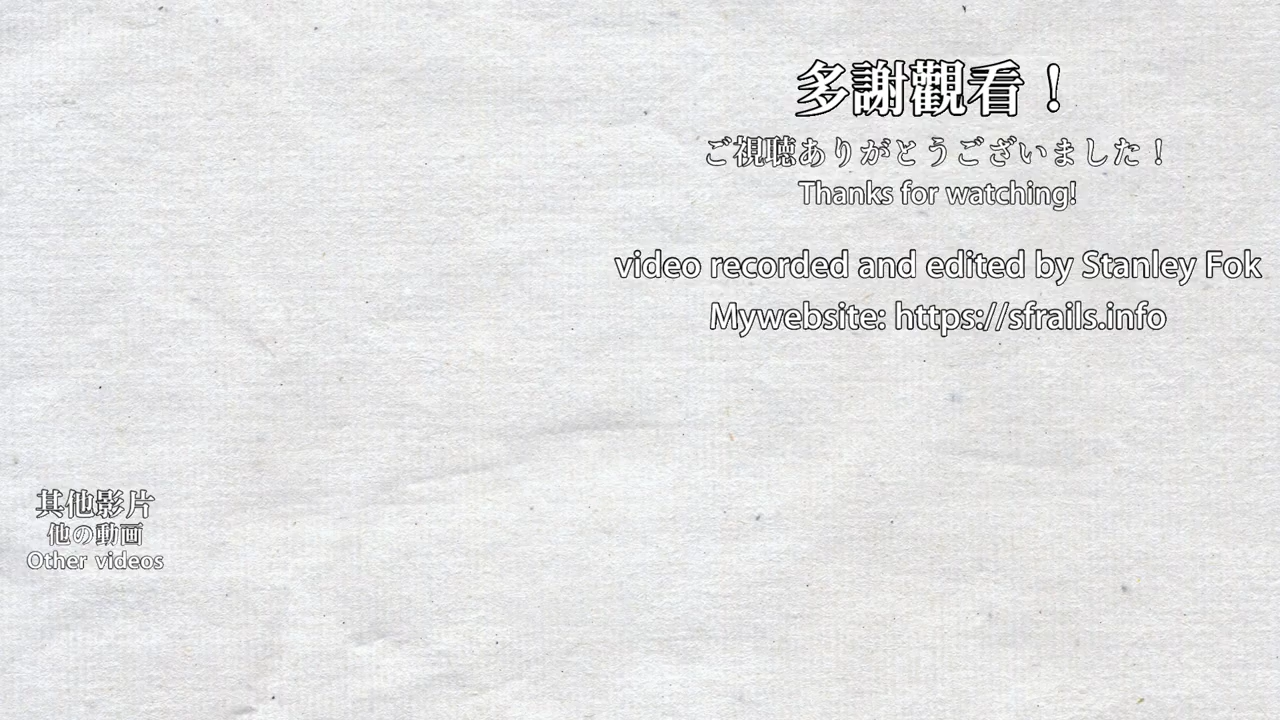 多謝觀看！
ご視聴ありがとうございました！
Thanks for watching!
video recorded and edited by Stanley Fok
Mywebsite: https://sfrails.info
其他影片
他の動画
Other videos